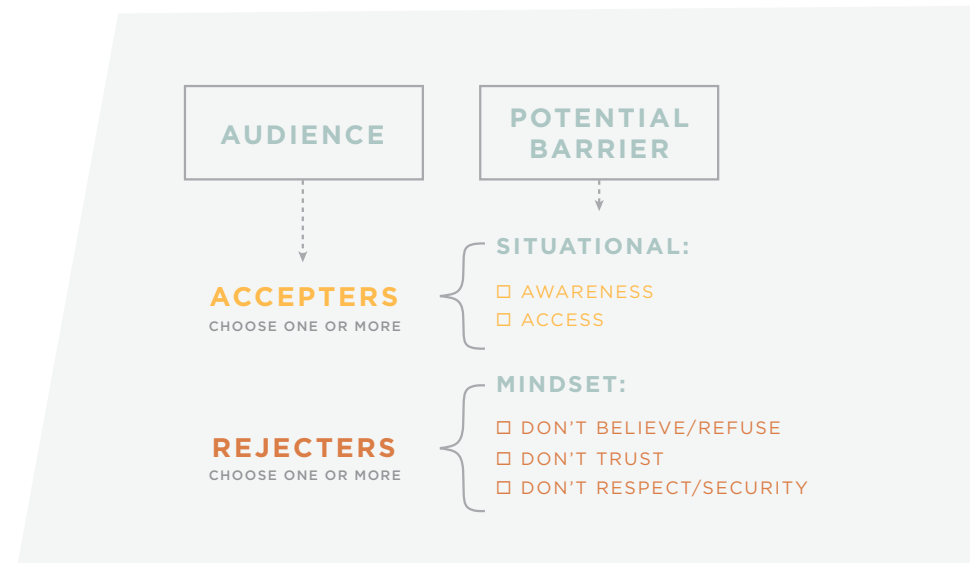 AUDIENCE
POTENTIAL
BARRIER
SITUATIONAL:
ACCEPTERS
CHOOSE ONE OR MORE
☐ AWARENESS
☐ ACCESS
MINDSET:
REJECTERS
CHOOSE ONE OR MORE
☐ DON'T BELIEVE/REFUSE
☐ DON'T TRUST
☐ DON'T RESPECT/SECURITY